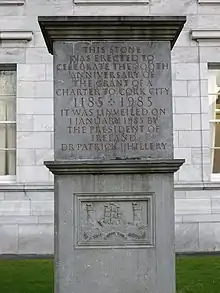 THIS STONE
WAS ERECTED TO
CELEBRATE THE 800TH
ANNIVERSARY OF
THE GRANT OF A
CHARTER TO CORK CITY
1185 1985
IT WAS UNVEILED ON
1 JANUARY 1985 BY
THE PRESIDENT OF
IRELAND
DR PATRICK J HILLERY